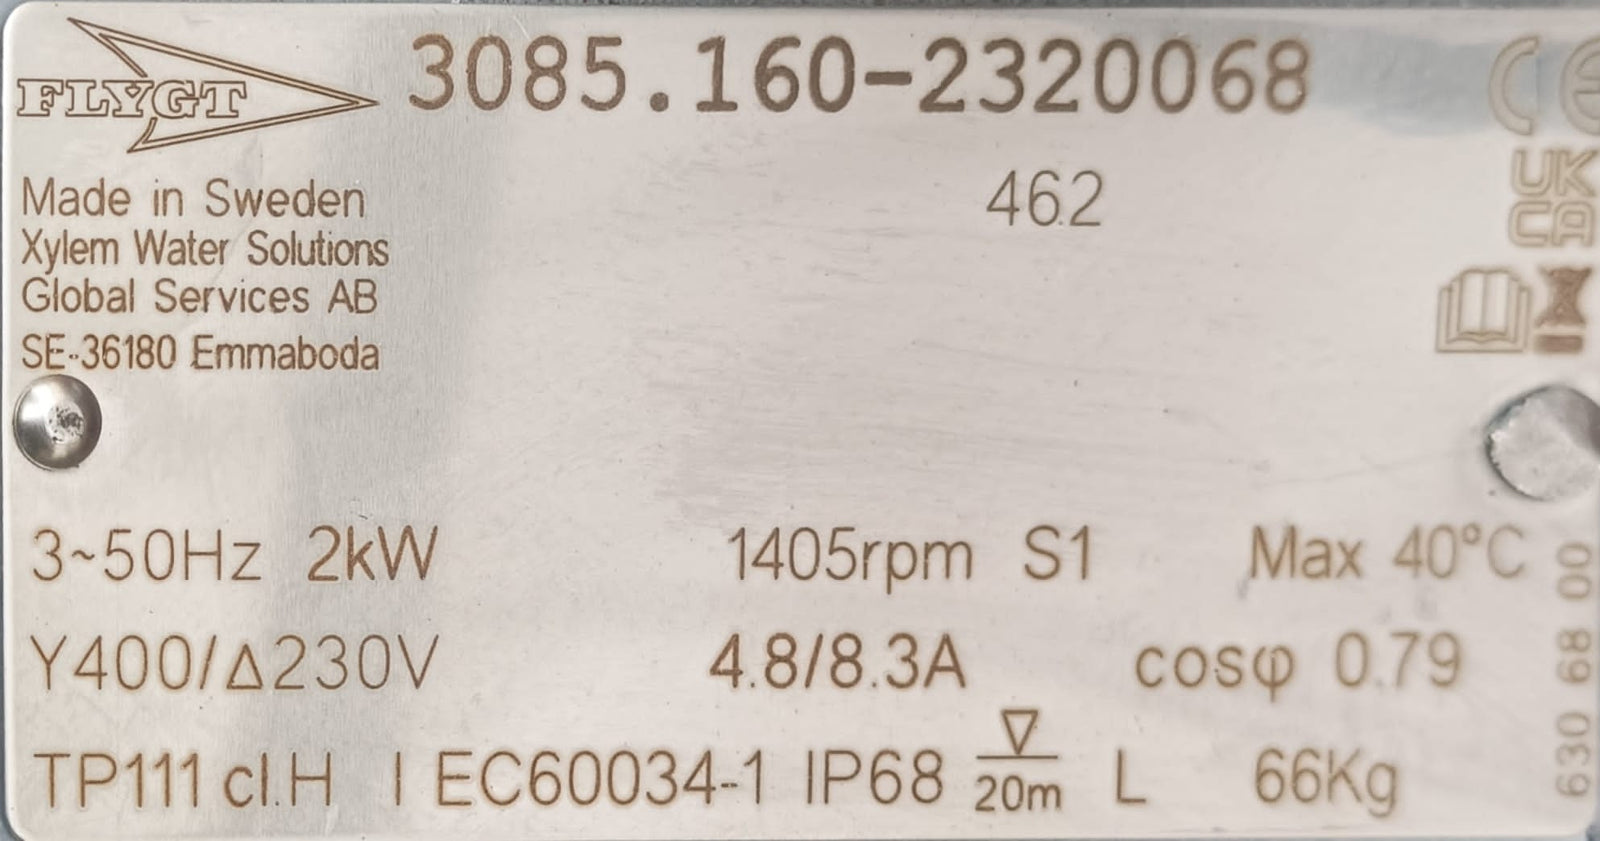 FLYGT 3085.160-2320068 CE
Made in Sweden 462
Xylem Water Solutions
Global Services AB
SE-36180 Emmaboda
UK
CA
3~50Hz 2kW 1405rpm S1 Max 40°C
Y400/Δ230V 4.8/8.3A cosφ 0.79
TP111 cl.H IEC60034-1 IP68 ▽ 20m L 66Kg
630 68 00